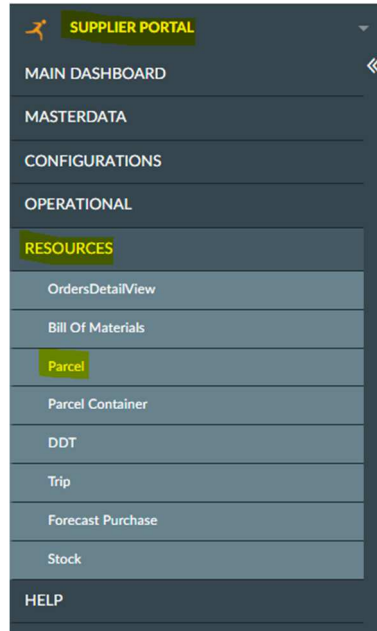 SUPPLIER PORTAL
MAIN DASHBOARD
MASTERDATA
CONFIGURATIONS
OPERATIONAL
RESOURCES
OrdersDetailView
Bill Of Materials
Parcel
Parcel Container
DDT
Trip
Forecast Purchase
Stock
HELP